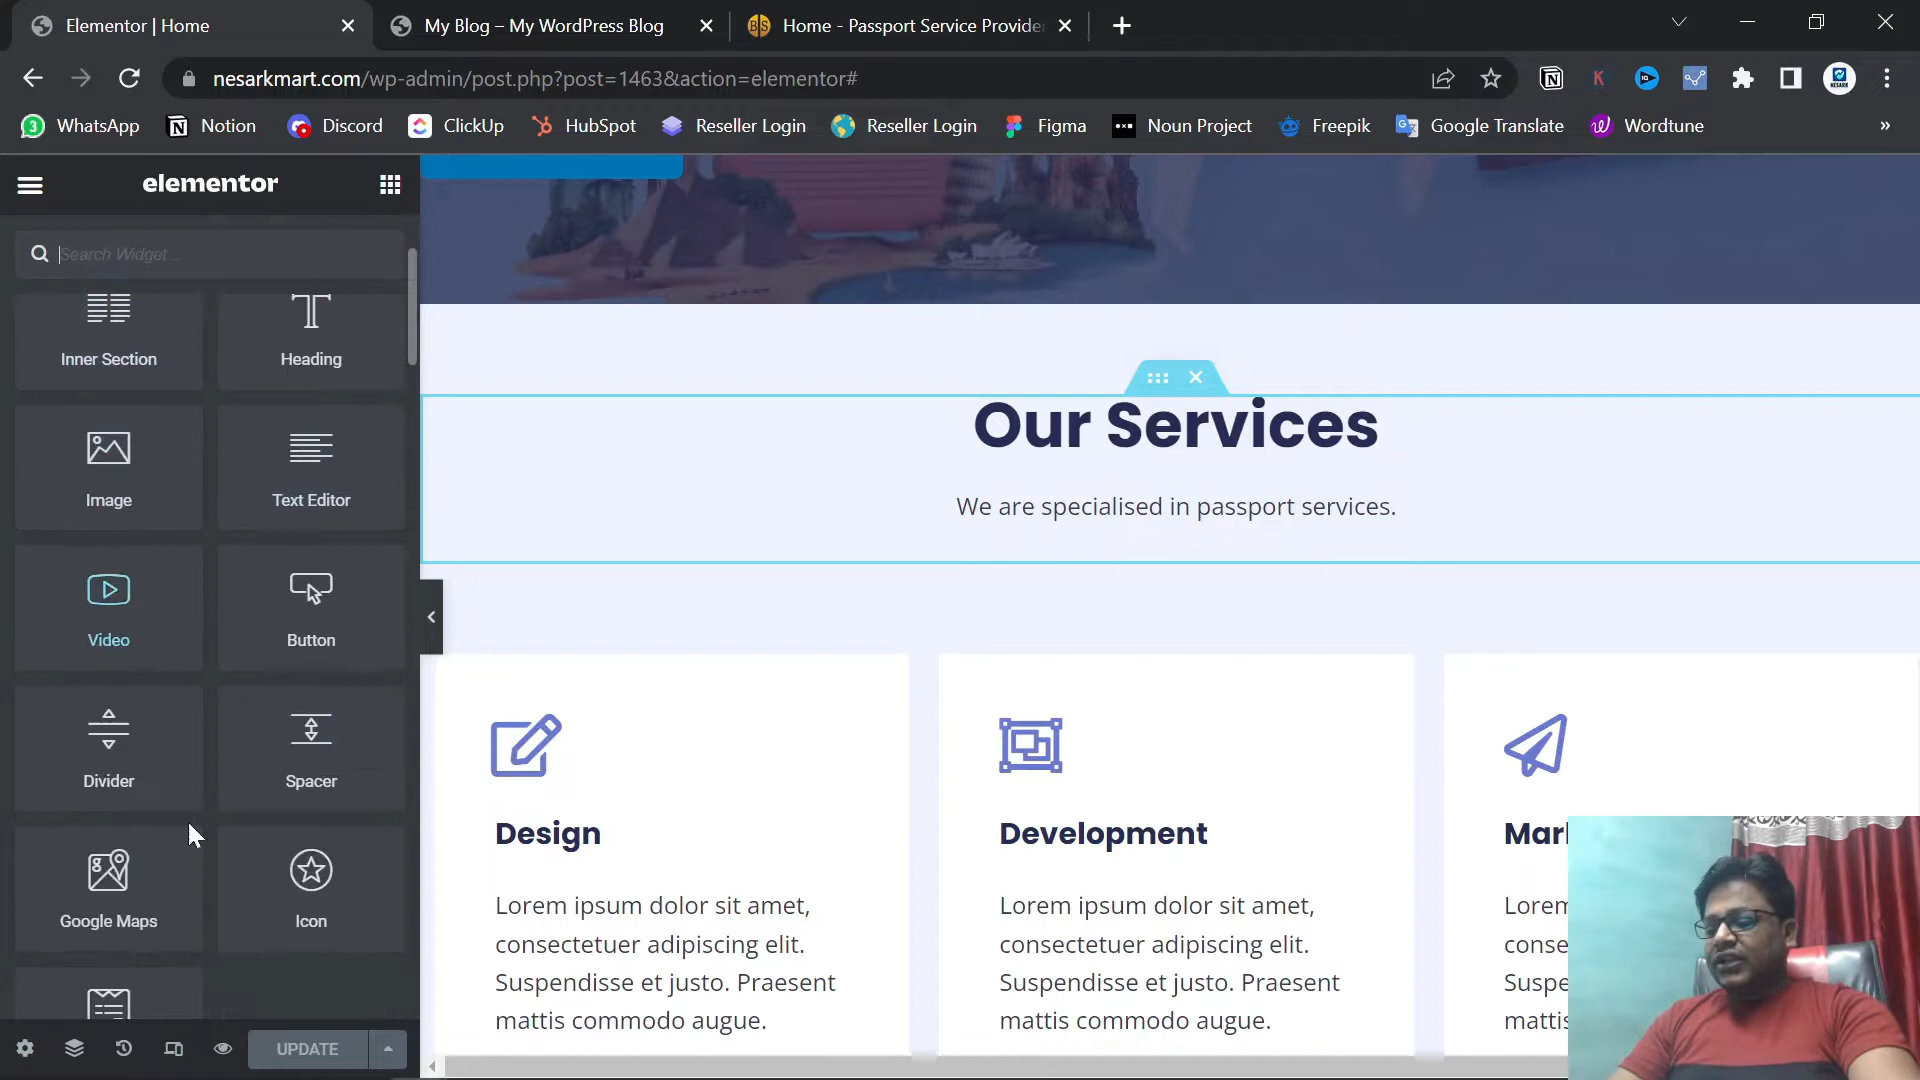 Elementor | Home
My Blog – My WordPress Blog
Home - Passport Service Provide
nesarkmart.com/wp-admin/post.php?post=1463&action=elementor#
WhatsApp
Notion
Discord
ClickUp
HubSpot
Reseller Login
Reseller Login
Figma
Noun Project
Freepik
Google Translate
Wordtune
elementor
Search Widget ...
Inner Section
Heading
Image
Text Editor
Video
Button
Divider
Spacer
Google Maps
Icon
UPDATE
Our Services
We are specialised in passport services.
Design
Lorem ipsum dolor sit amet,
consectetuer adipiscing elit.
Suspendisse et justo. Praesent
mattis commodo augue.
Development
Lorem ipsum dolor sit amet,
consectetuer adipiscing elit.
Suspendisse et justo. Praesent
mattis commodo augue.
Mar
Lorem
conse
Suspe
mattis